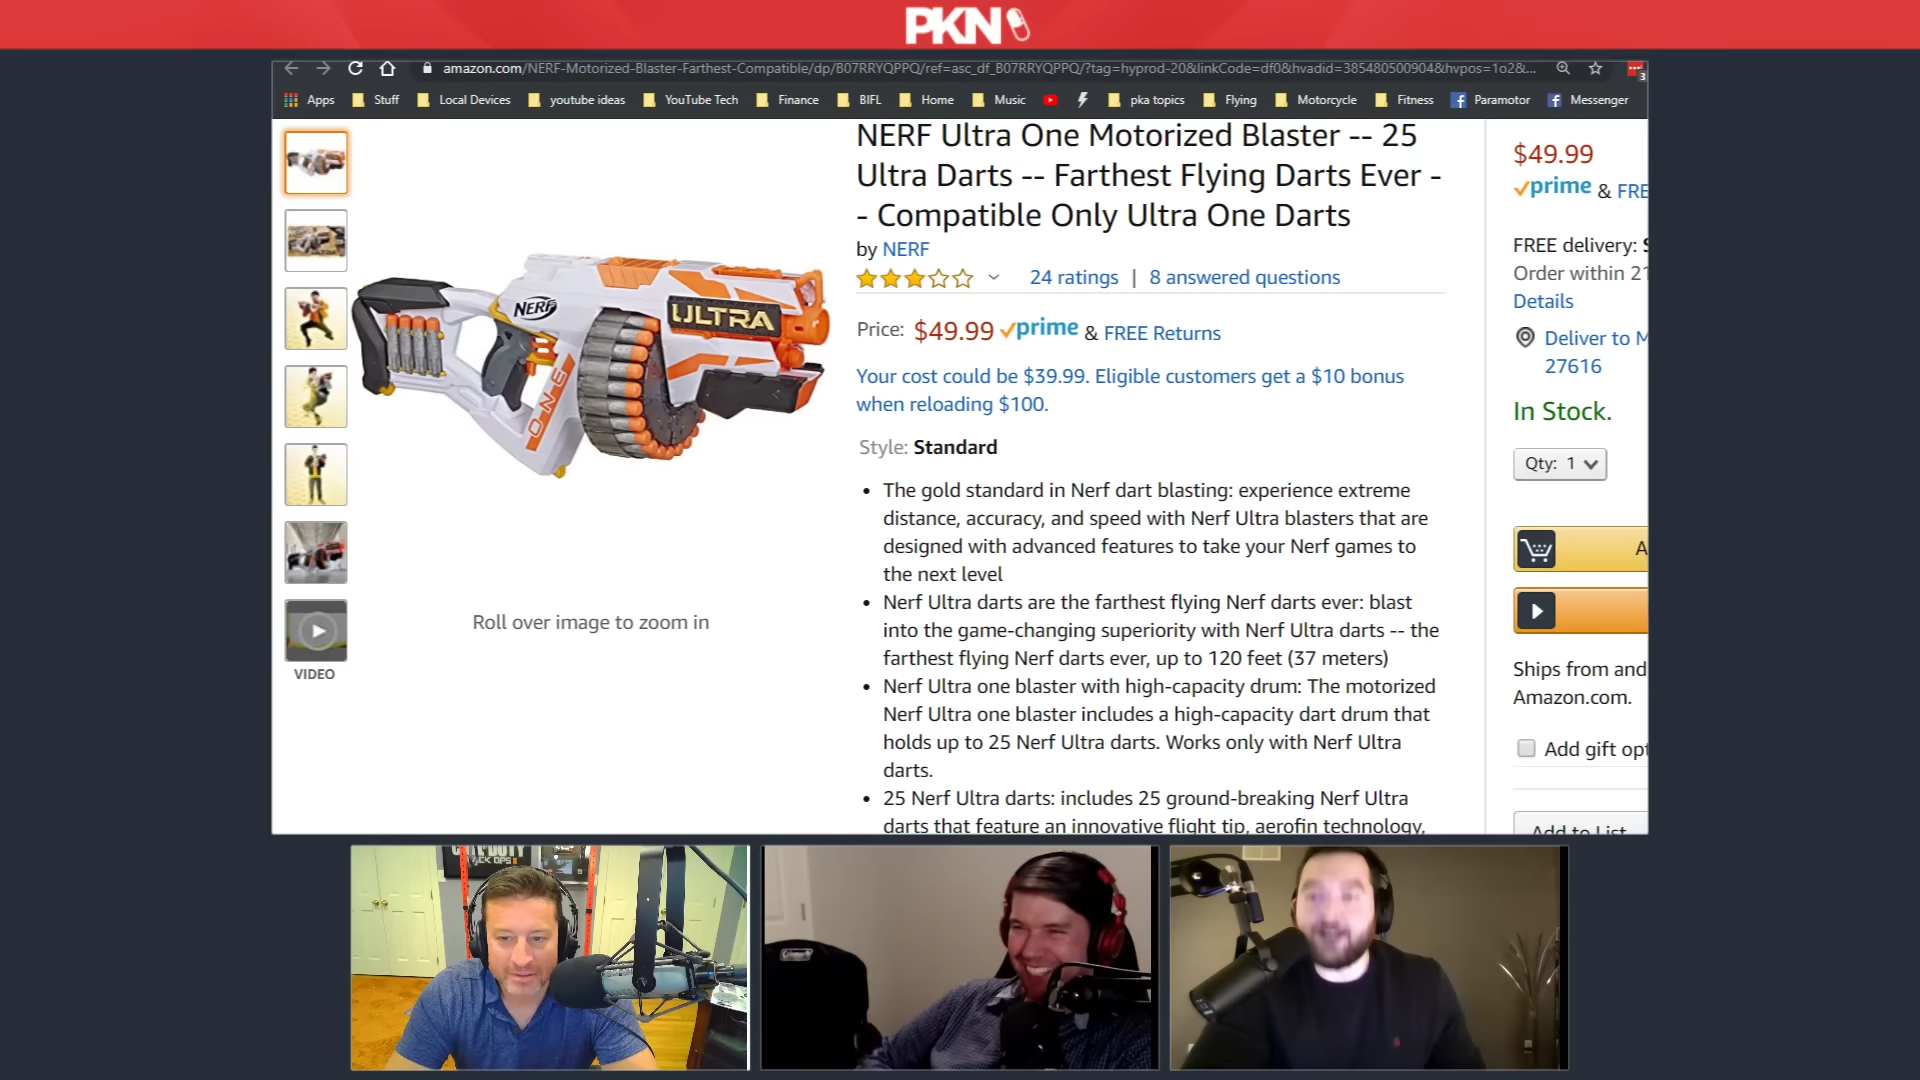 PKN
amazon.com/NERF-Motorized-Blaster-Farthest-Compatible/dp/B07RRYQPPQ/ref=asc_df_B07RRYQPPQ/?tag=hyprod-20&linkCode=df0&hvadid=385480500904&hvpos=1o2&...
3
Apps Stuff Local Devices youtube ideas YouTube Tech Finance BIFL Home Music pka topics Flying Motorcycle Fitness Paramotor Messenger
NERF Ultra One Motorized Blaster -- 25
Ultra Darts -- Farthest Flying Darts Ever -
- Compatible Only Ultra One Darts
by NERF
24 ratings | 8 answered questions
Price: $49.99 prime & FREE Returns
Your cost could be $39.99. Eligible customers get a $10 bonus
when reloading $100.
Style: Standard
• The gold standard in Nerf dart blasting: experience extreme
distance, accuracy, and speed with Nerf Ultra blasters that are
designed with advanced features to take your Nerf games to
the next level
• Nerf Ultra darts are the farthest flying Nerf darts ever: blast
into the game-changing superiority with Nerf Ultra darts -- the
farthest flying Nerf darts ever, up to 120 feet (37 meters)
• Nerf Ultra one blaster with high-capacity drum: The motorized
Nerf Ultra one blaster includes a high-capacity dart drum that
holds up to 25 Nerf Ultra darts. Works only with Nerf Ultra
darts.
• 25 Nerf Ultra darts: includes 25 ground-breaking Nerf Ultra
darts that feature an innovative flight tip, aerofin technology,
NERF
ULTRA
ONE
Roll over image to zoom in
VIDEO
$49.99
prime & FRE
FREE delivery: S
Order within 21
Details
Deliver to M
27616
In Stock.
Qty: 1
A
Ships from and
Amazon.com.
Add gift opt
Add to List